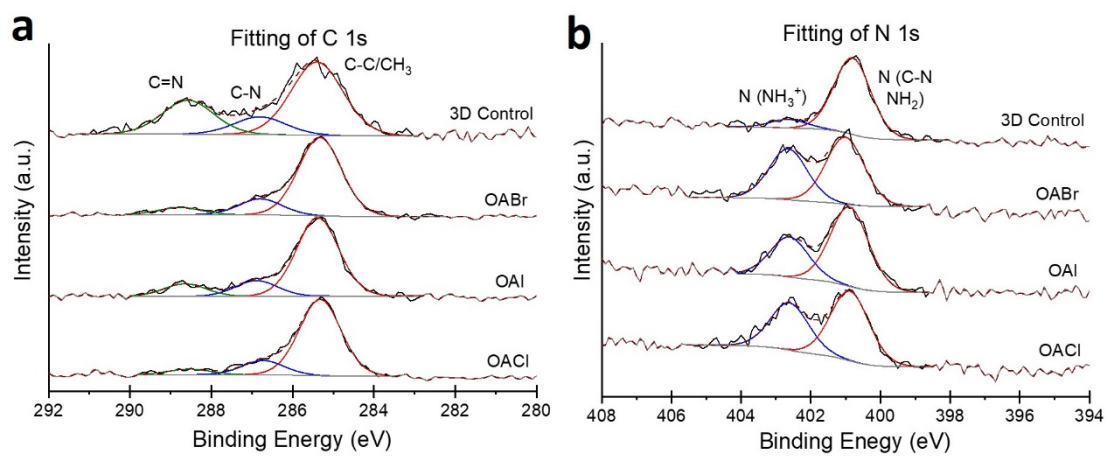 a
Fitting of C 1s
C=N
C-N
C-C/CH₃
3D Control
OABr
OAI
OACl
Intensity (a.u.)
292 290 288 286 284 282 280
Binding Energy (eV)
b
Fitting of N 1s
N (NH₃⁺)
N (C-N
NH₂)
3D Control
OABr
OAI
OACl
Intensity (a.u.)
408 406 404 402 400 398 396 394
Binding Enegy (eV)